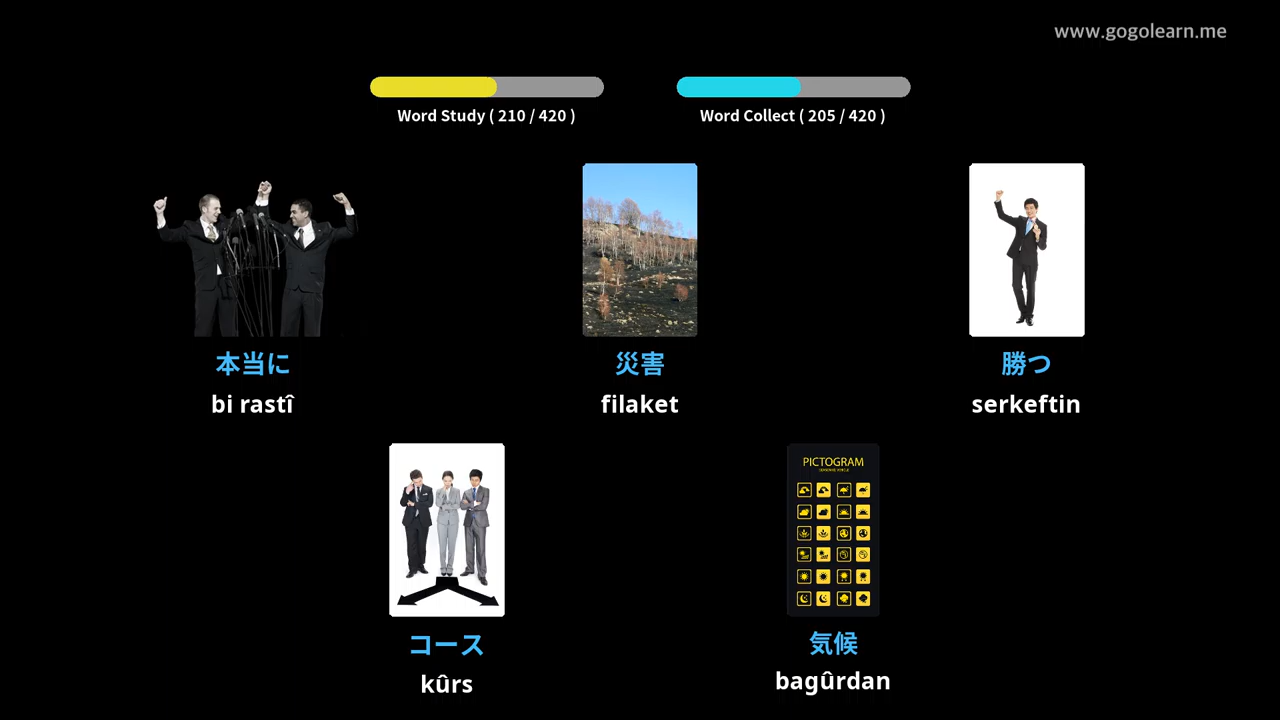 www.gogolearn.me
Word Study ( 210 / 420 )
Word Collect ( 205 / 420 )
本当に
災害
勝つ
bi rastî
filaket
serkeftin
PICTOGRAM
コース
気候
kûrs
bagûrdan